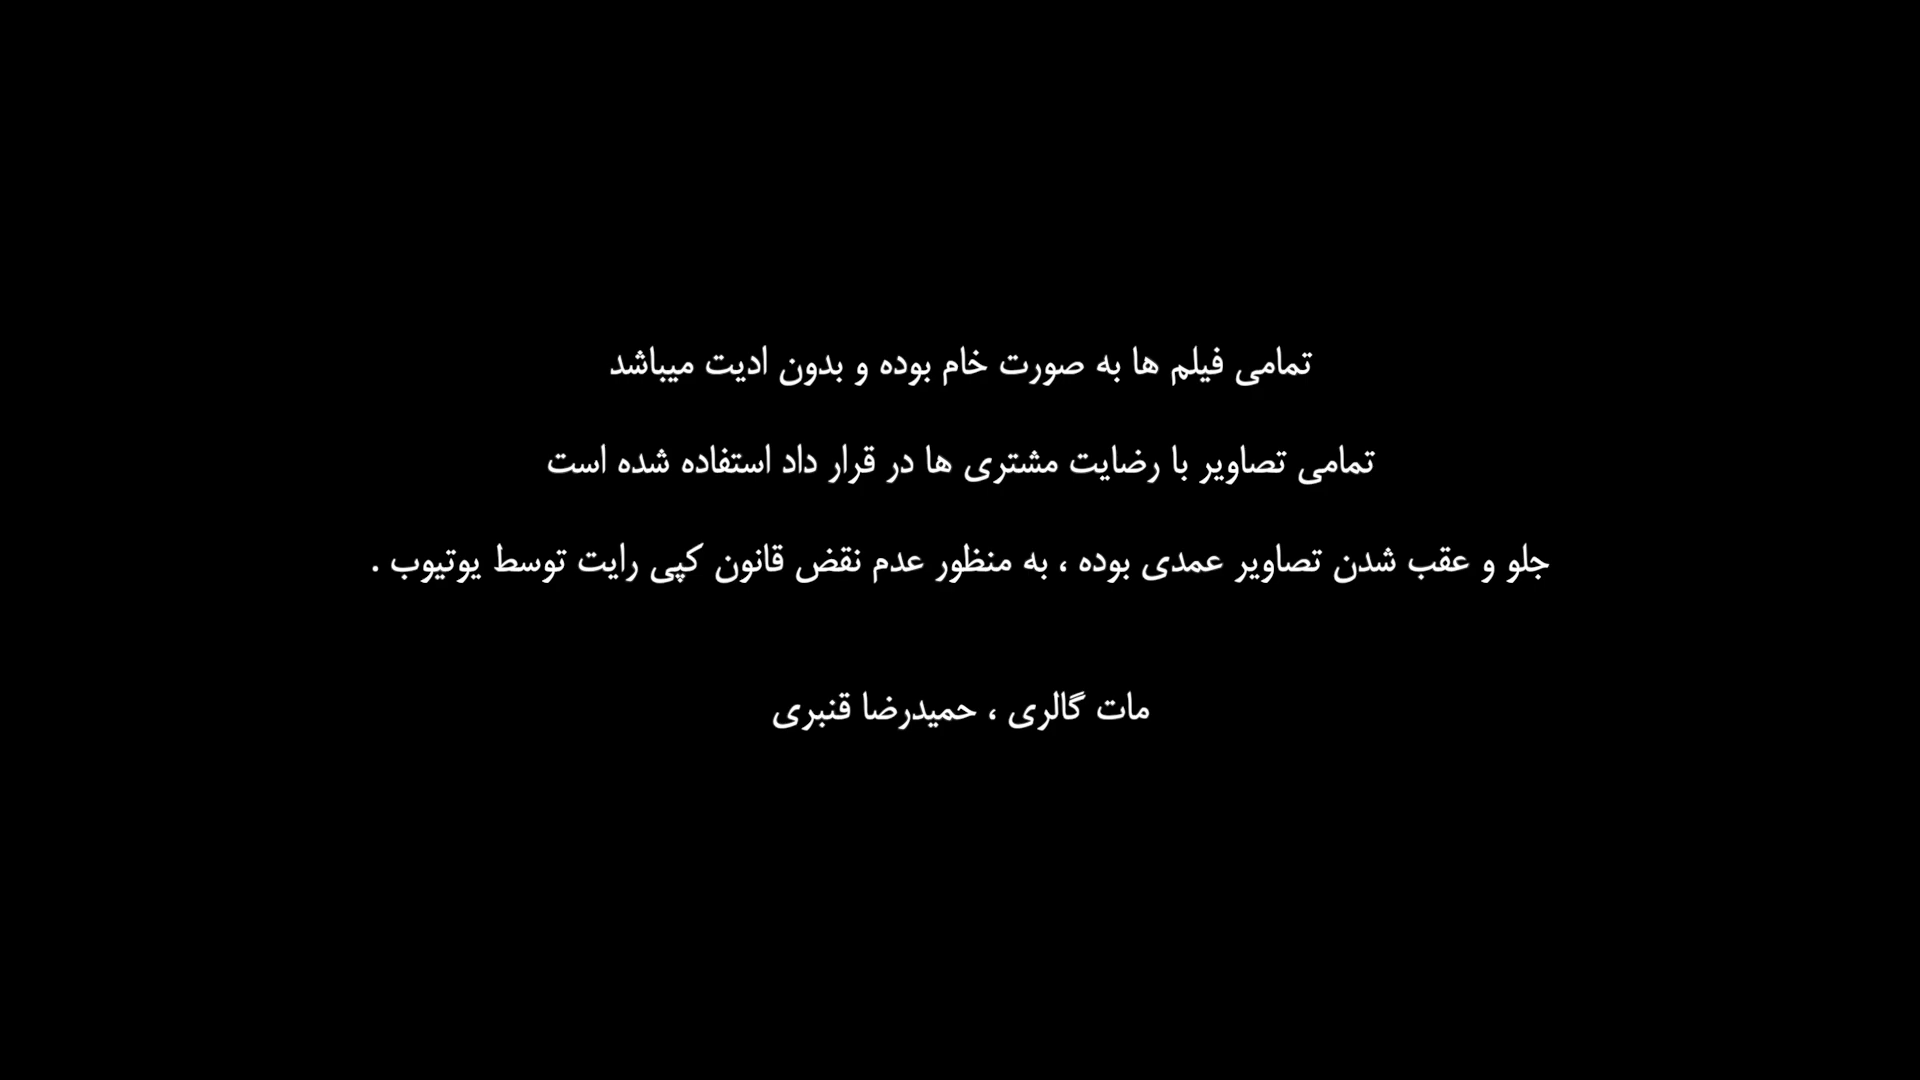 تمامی فیلم ها به صورت خام بوده و بدون ادیت میباشد
تمامی تصاویر با رضایت مشتری ها در قرار داد استفاده شده است
جلو و عقب شدن تصاویر عمدی بوده ، به منظور عدم نقض قانون کپی رایت توسط یوتیوب .
مات گالری ، حمیدرضا قنبری